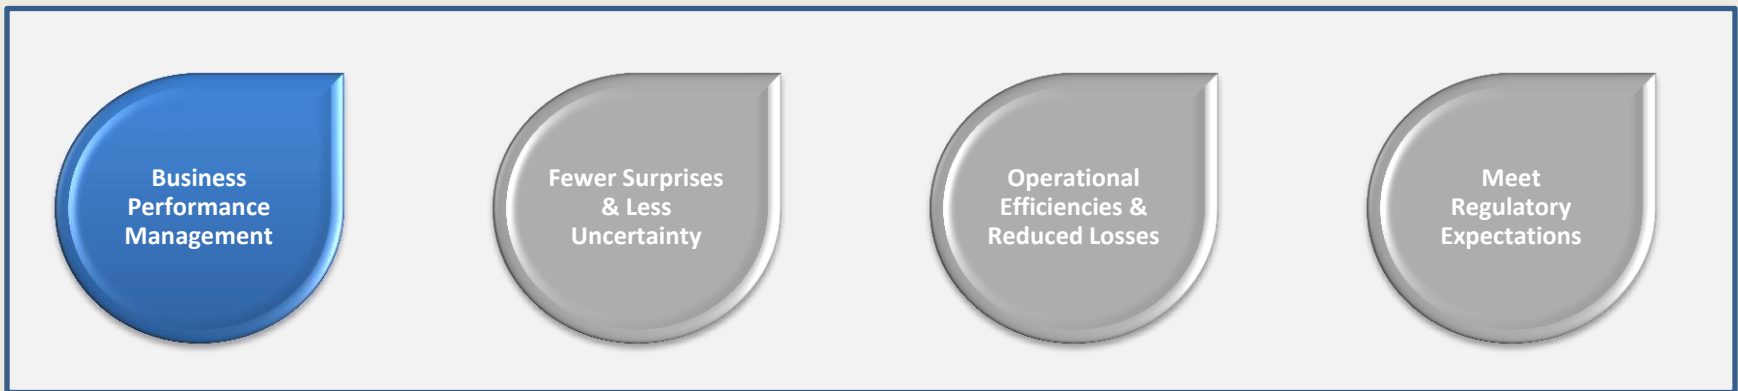 Business
Performance
Management
Fewer Surprises
& Less
Uncertainty
Operational
Efficiencies &
Reduced Losses
Meet
Regulatory
Expectations